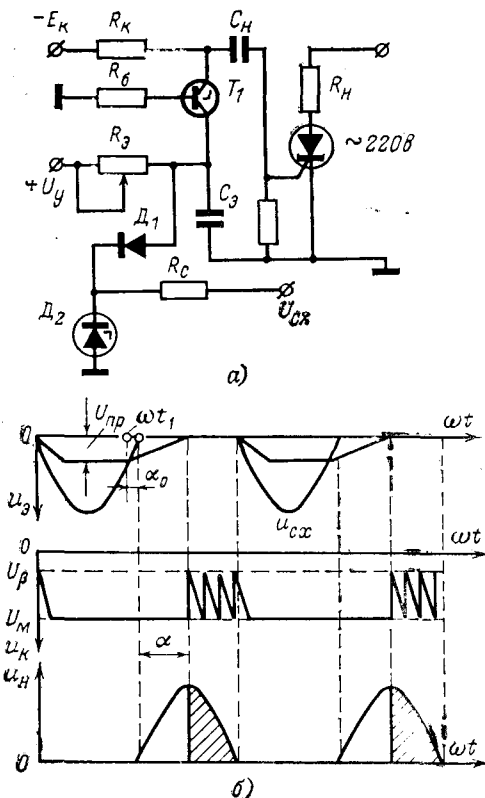 -Eк Rк Cн
Rб T₁ Rн
Rэ
+Uу ~220В
Д₁ Cэ
Rс
Д₂ Uсх
а)
0 Uпр ωt₁ ωt
α₀
uэ uсх
0 ωt
Uβ
Uм
uк α
uн
0 ωt
б)